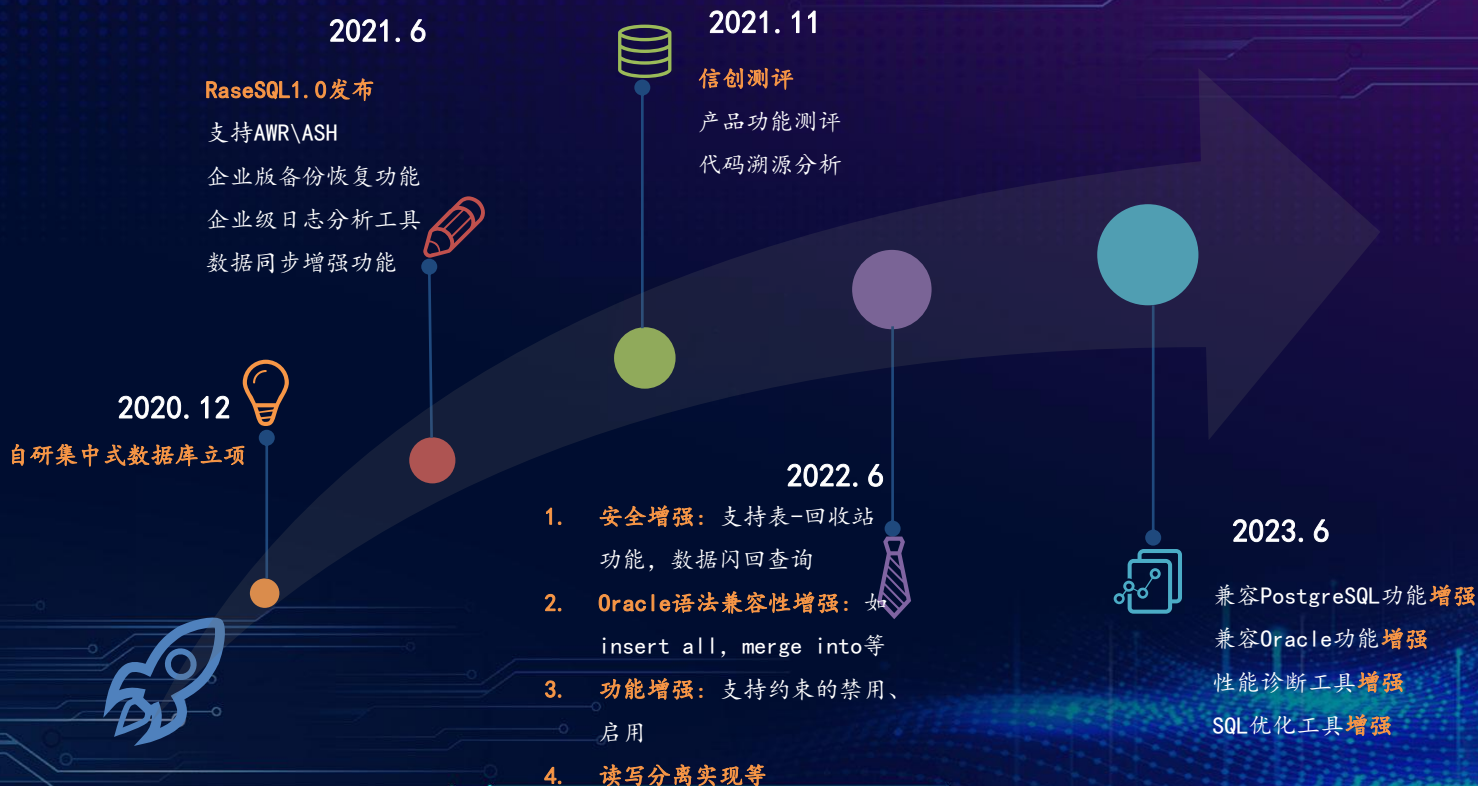 2020.12
自研集中式数据库立项
2021.6
RaseSQL1.0发布
支持AWR\ASH
企业版备份恢复功能
企业级日志分析工具
数据同步增强功能
2021.11
信创测评
产品功能测评
代码溯源分析
2022.6
1. 安全增强：支持表-回收站
功能，数据闪回查询
2. Oracle语法兼容性增强：如
insert all，merge into等
3. 功能增强：支持约束的禁用、
启用
4. 读写分离实现等
2023.6
兼容PostgreSQL功能增强
兼容Oracle功能增强
性能诊断工具增强
SQL优化工具增强